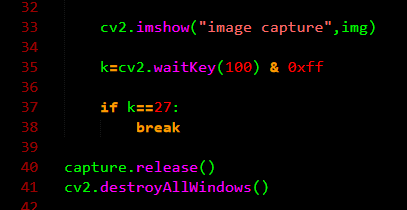 32
33 cv2.imshow("image capture",img)
34
35 k=cv2.waitKey(100) & 0xff
36
37 if k==27:
38 break
39
40 capture.release()
41 cv2.destroyAllWindows()
42